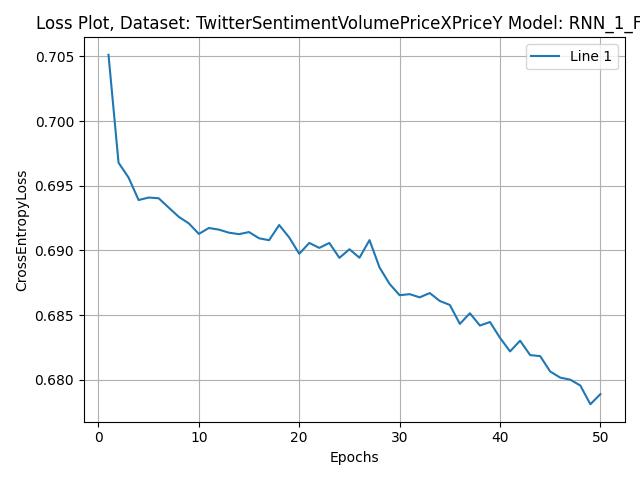 Loss Plot, Dataset: TwitterSentimentVolumePriceXPriceY Model: RNN_1_F
Line 1
CrossEntropyLoss
0.705
0.700
0.695
0.690
0.685
0.680
0 10 20 30 40 50
Epochs